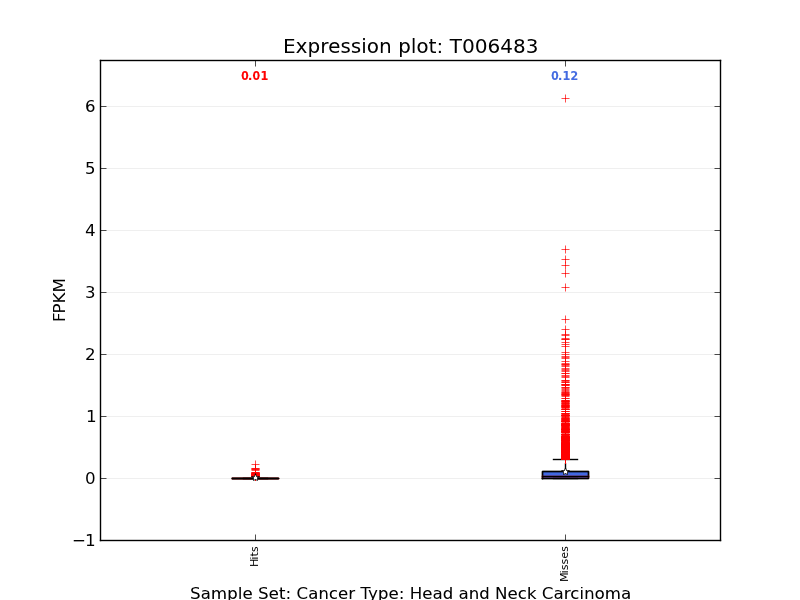 Expression plot: T006483
0.01
0.12
6
5
4
3
2
1
0
−1
FPKM
Hits
Misses
Sample Set: Cancer Type: Head and Neck Carcinoma